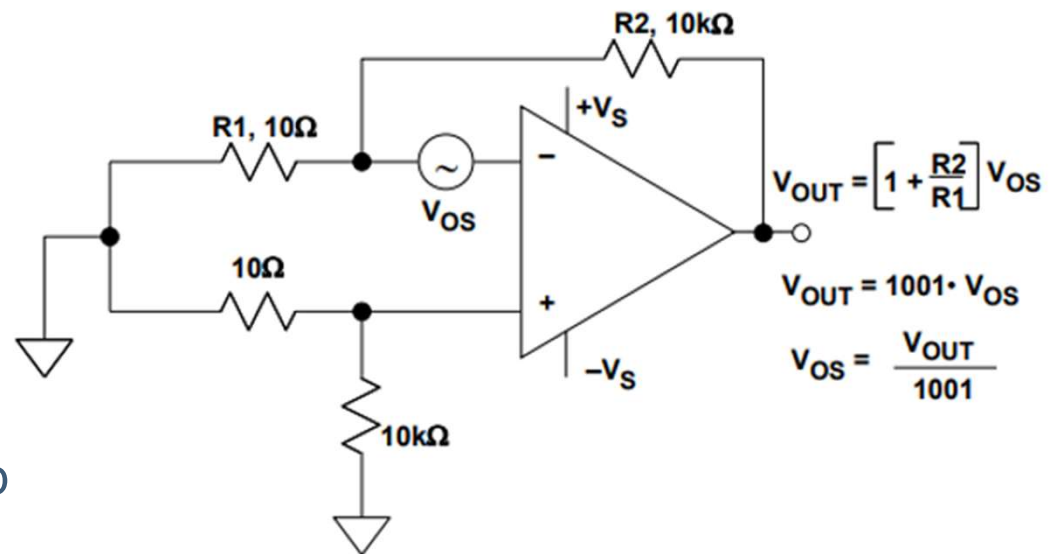 R2, 10kΩ
+VS
R1, 10Ω
−
~
VOS
VOUT = [1 + R2/R1] VOS
10Ω
+
VOUT = 1001• VOS
–VS
VOS = VOUT/1001
10kΩ